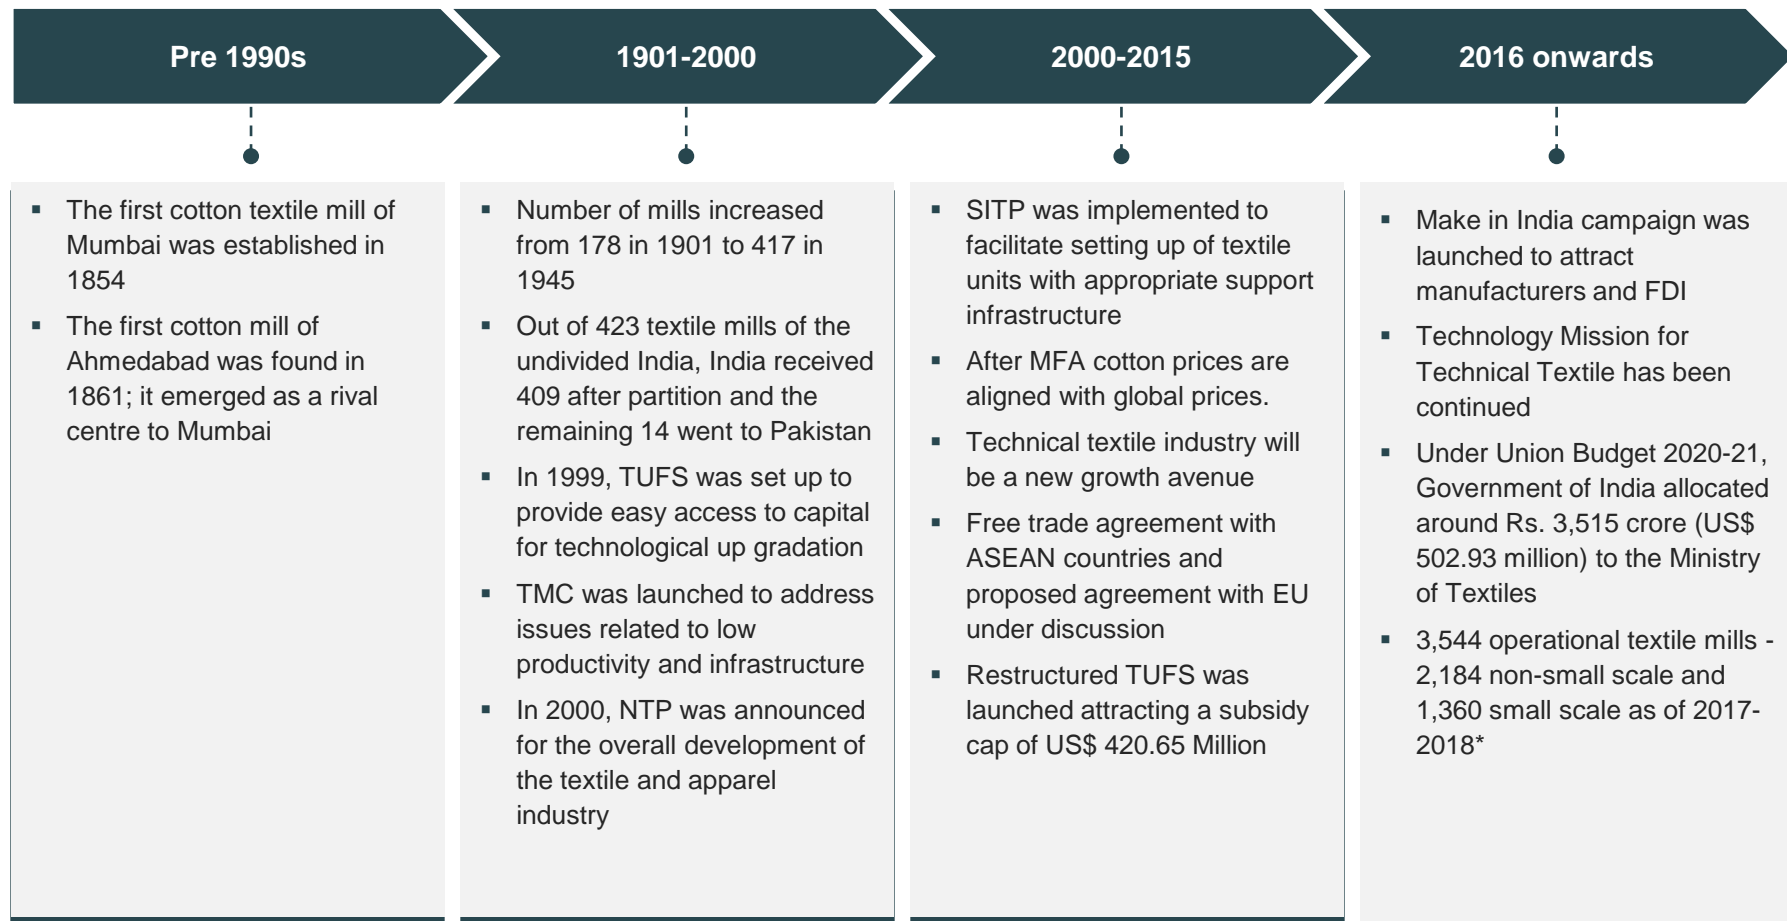 Pre 1990s
1901-2000
2000-2015
2016 onwards
▪ The first cotton textile mill of
Mumbai was established in
1854
▪ The first cotton mill of
Ahmedabad was found in
1861; it emerged as a rival
centre to Mumbai
▪ Number of mills increased
from 178 in 1901 to 417 in
1945
▪ Out of 423 textile mills of the
undivided India, India received
409 after partition and the
remaining 14 went to Pakistan
▪ In 1999, TUFS was set up to
provide easy access to capital
for technological up gradation
▪ TMC was launched to address
issues related to low
productivity and infrastructure
▪ In 2000, NTP was announced
for the overall development of
the textile and apparel
industry
▪ SITP was implemented to
facilitate setting up of textile
units with appropriate support
infrastructure
▪ After MFA cotton prices are
aligned with global prices.
▪ Technical textile industry will
be a new growth avenue
▪ Free trade agreement with
ASEAN countries and
proposed agreement with EU
under discussion
▪ Restructured TUFS was
launched attracting a subsidy
cap of US$ 420.65 Million
▪ Make in India campaign was
launched to attract
manufacturers and FDI
▪ Technology Mission for
Technical Textile has been
continued
▪ Under Union Budget 2020-21,
Government of India allocated
around Rs. 3,515 crore (US$
502.93 million) to the Ministry
of Textiles
▪ 3,544 operational textile mills -
2,184 non-small scale and
1,360 small scale as of 2017-
2018*